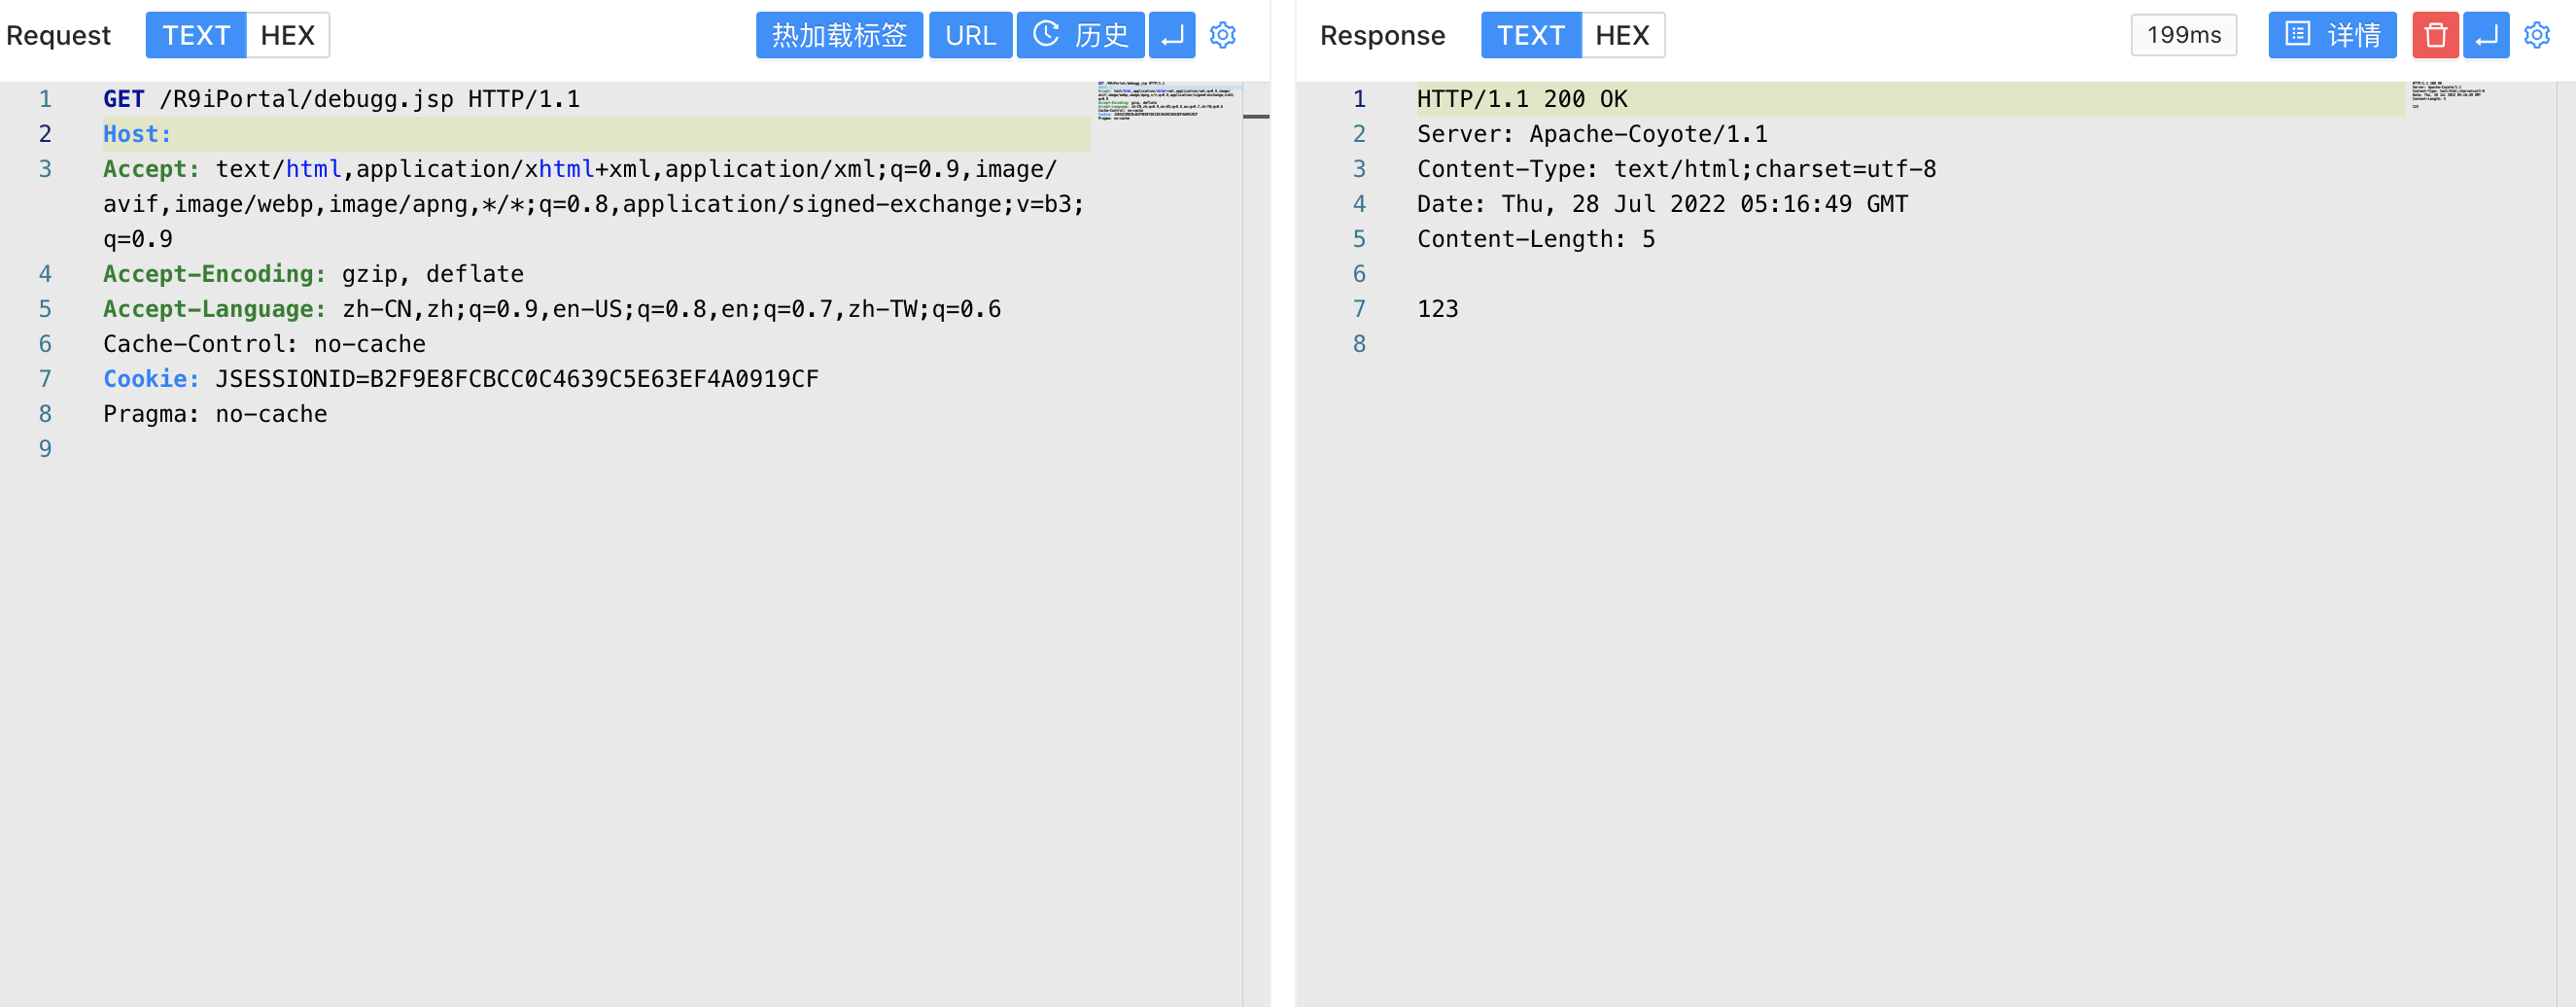 Request TEXT HEX 热加载标签 URL 历史
1 GET /R9iPortal/debugg.jsp HTTP/1.1
2 Host:
3 Accept: text/html,application/xhtml+xml,application/xml;q=0.9,image/
avif,image/webp,image/apng,*/*;q=0.8,application/signed-exchange;v=b3;
q=0.9
4 Accept-Encoding: gzip, deflate
5 Accept-Language: zh-CN,zh;q=0.9,en-US;q=0.8,en;q=0.7,zh-TW;q=0.6
6 Cache-Control: no-cache
7 Cookie: JSESSIONID=B2F9E8FCBCC0C4639C5E63EF4A0919CF
8 Pragma: no-cache
9
Response TEXT HEX 199ms 详情
1 HTTP/1.1 200 OK
2 Server: Apache-Coyote/1.1
3 Content-Type: text/html;charset=utf-8
4 Date: Thu, 28 Jul 2022 05:16:49 GMT
5 Content-Length: 5
6
7 123
8